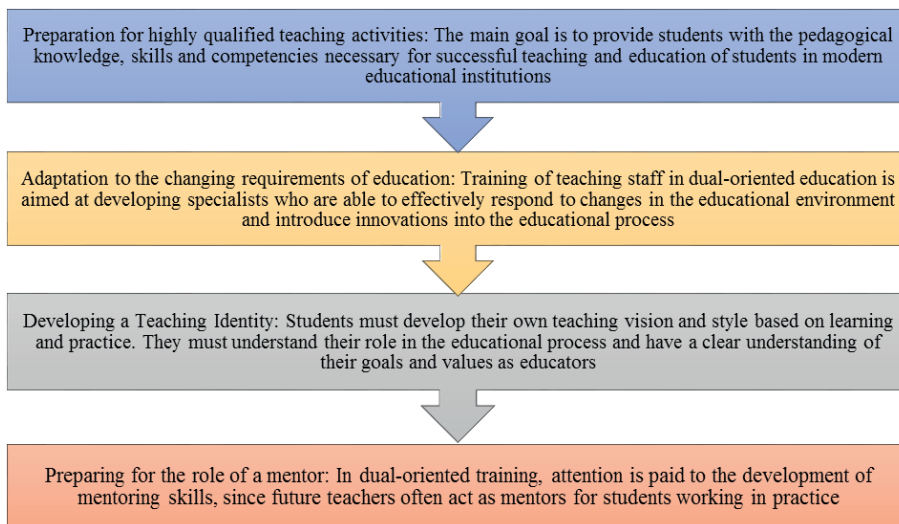 Preparation for highly qualified teaching activities: The main goal is to provide students with the pedagogical
knowledge, skills and competencies necessary for successful teaching and education of students in modern
educational institutions
Adaptation to the changing requirements of education: Training of teaching staff in dual-oriented education is
aimed at developing specialists who are able to effectively respond to changes in the educational environment
and introduce innovations into the educational process
Developing a Teaching Identity: Students must develop their own teaching vision and style based on learning
and practice. They must understand their role in the educational process and have a clear understanding of
their goals and values as educators
Preparing for the role of a mentor: In dual-oriented training, attention is paid to the development of
mentoring skills, since future teachers often act as mentors for students working in practice